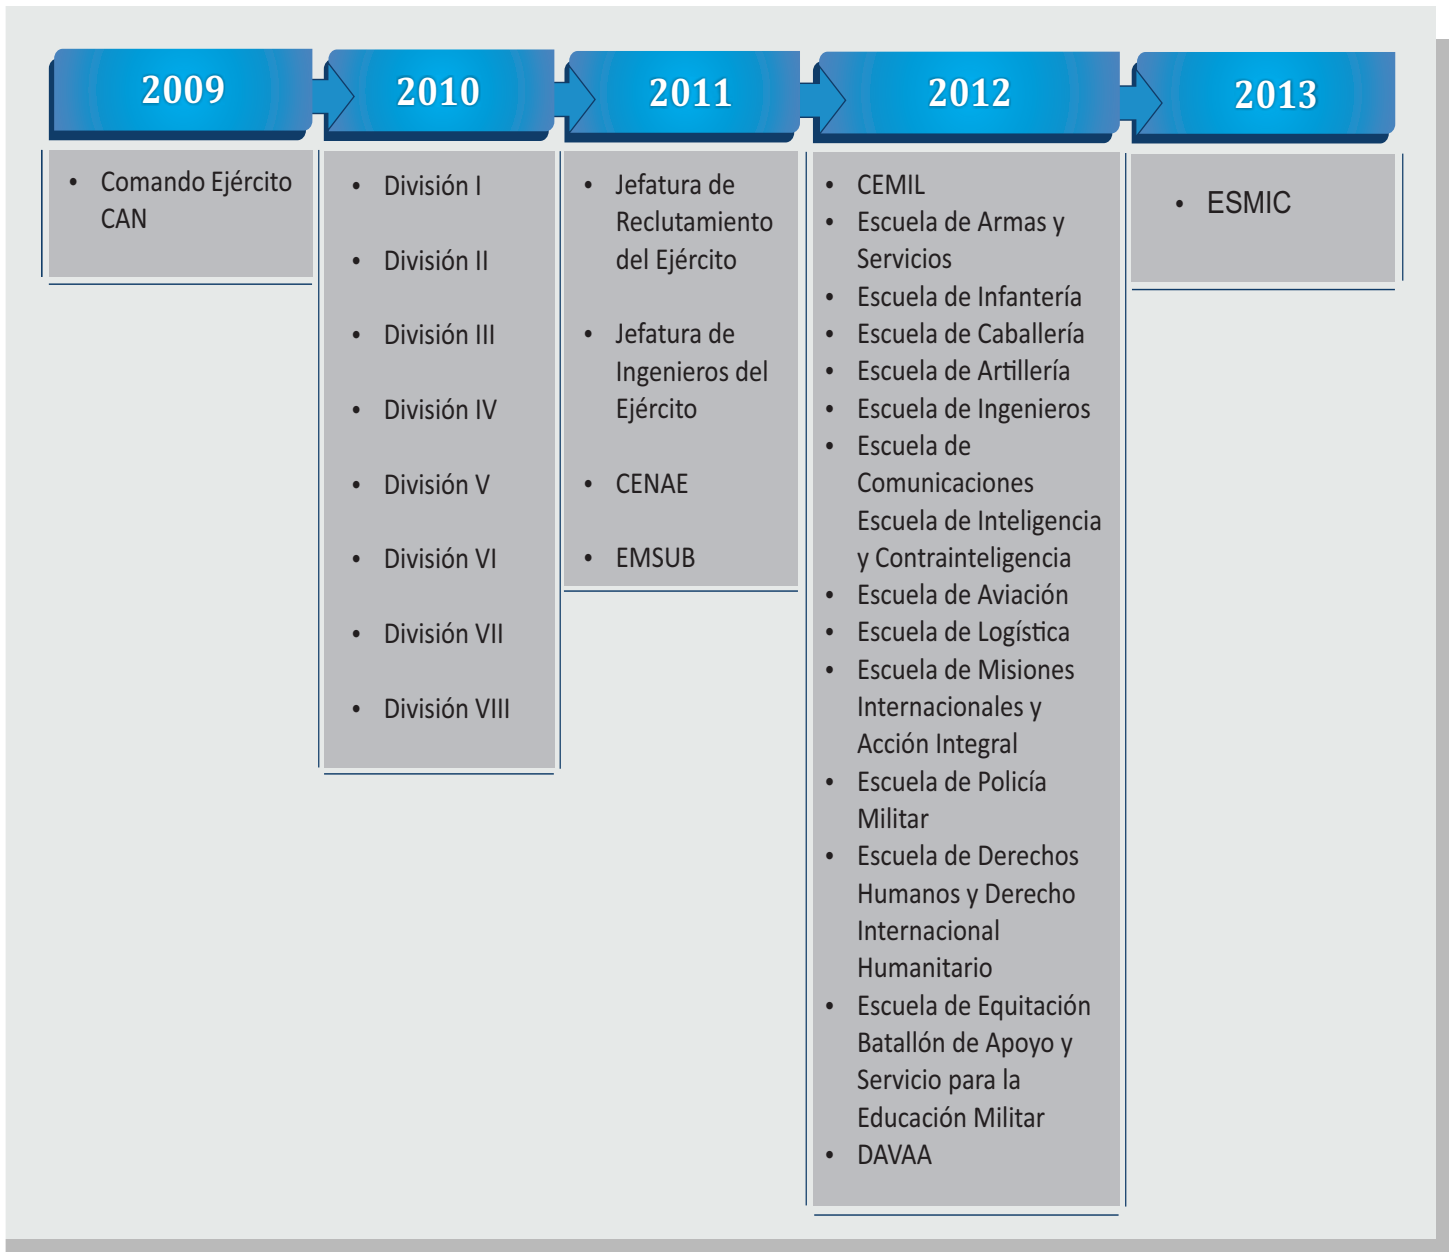 2009
• Comando Ejército
CAN
2010
• División I
• División II
• División III
• División IV
• División V
• División VI
• División VII
• División VIII
2011
• Jefatura de
Reclutamiento
del Ejército
• Jefatura de
Ingenieros del
Ejército
• CENAE
• EMSUB
2012
• CEMIL
• Escuela de Armas y
Servicios
• Escuela de Infantería
• Escuela de Caballería
• Escuela de Artillería
• Escuela de Ingenieros
• Escuela de
Comunicaciones
Escuela de Inteligencia
y Contrainteligencia
• Escuela de Aviación
• Escuela de Logística
• Escuela de Misiones
Internacionales y
Acción Integral
• Escuela de Policía
Militar
• Escuela de Derechos
Humanos y Derecho
Internacional
Humanitario
• Escuela de Equitación
Batallón de Apoyo y
Servicio para la
Educación Militar
• DAVAA
2013
• ESMIC